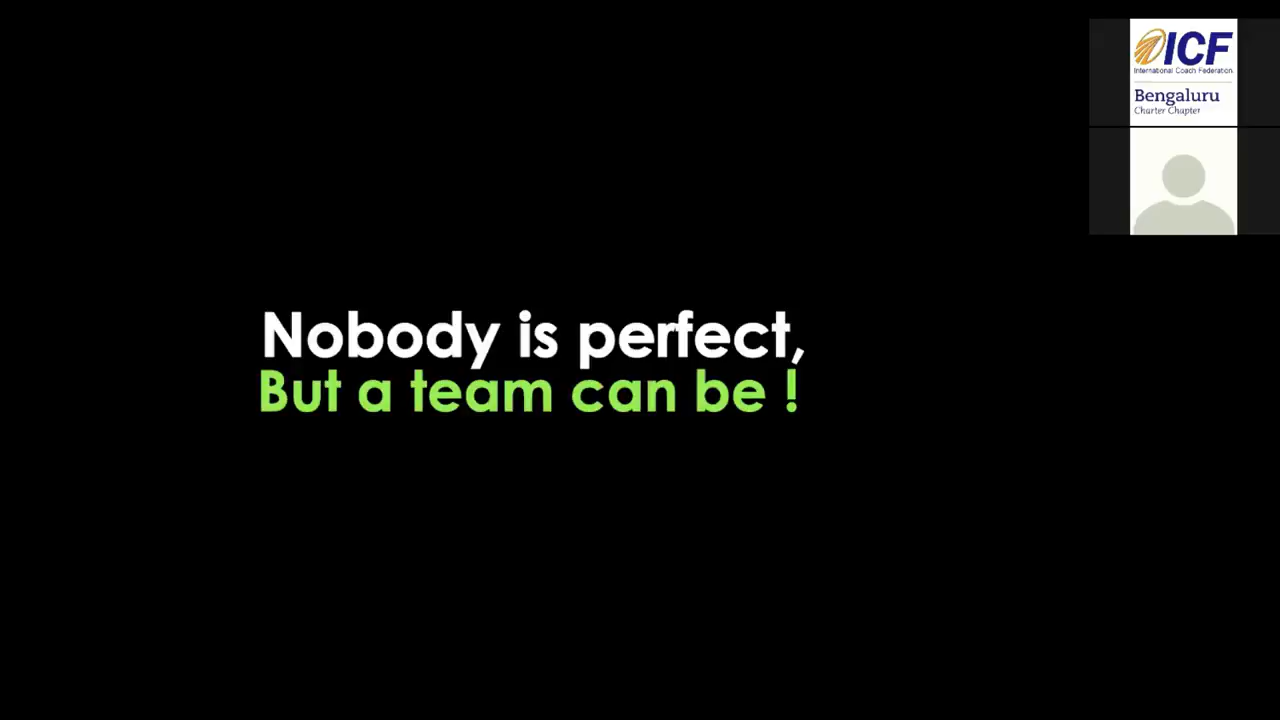 ICF
International Coach Federation
Bengaluru
Charter Chapter
Nobody is perfect,
But a team can be !